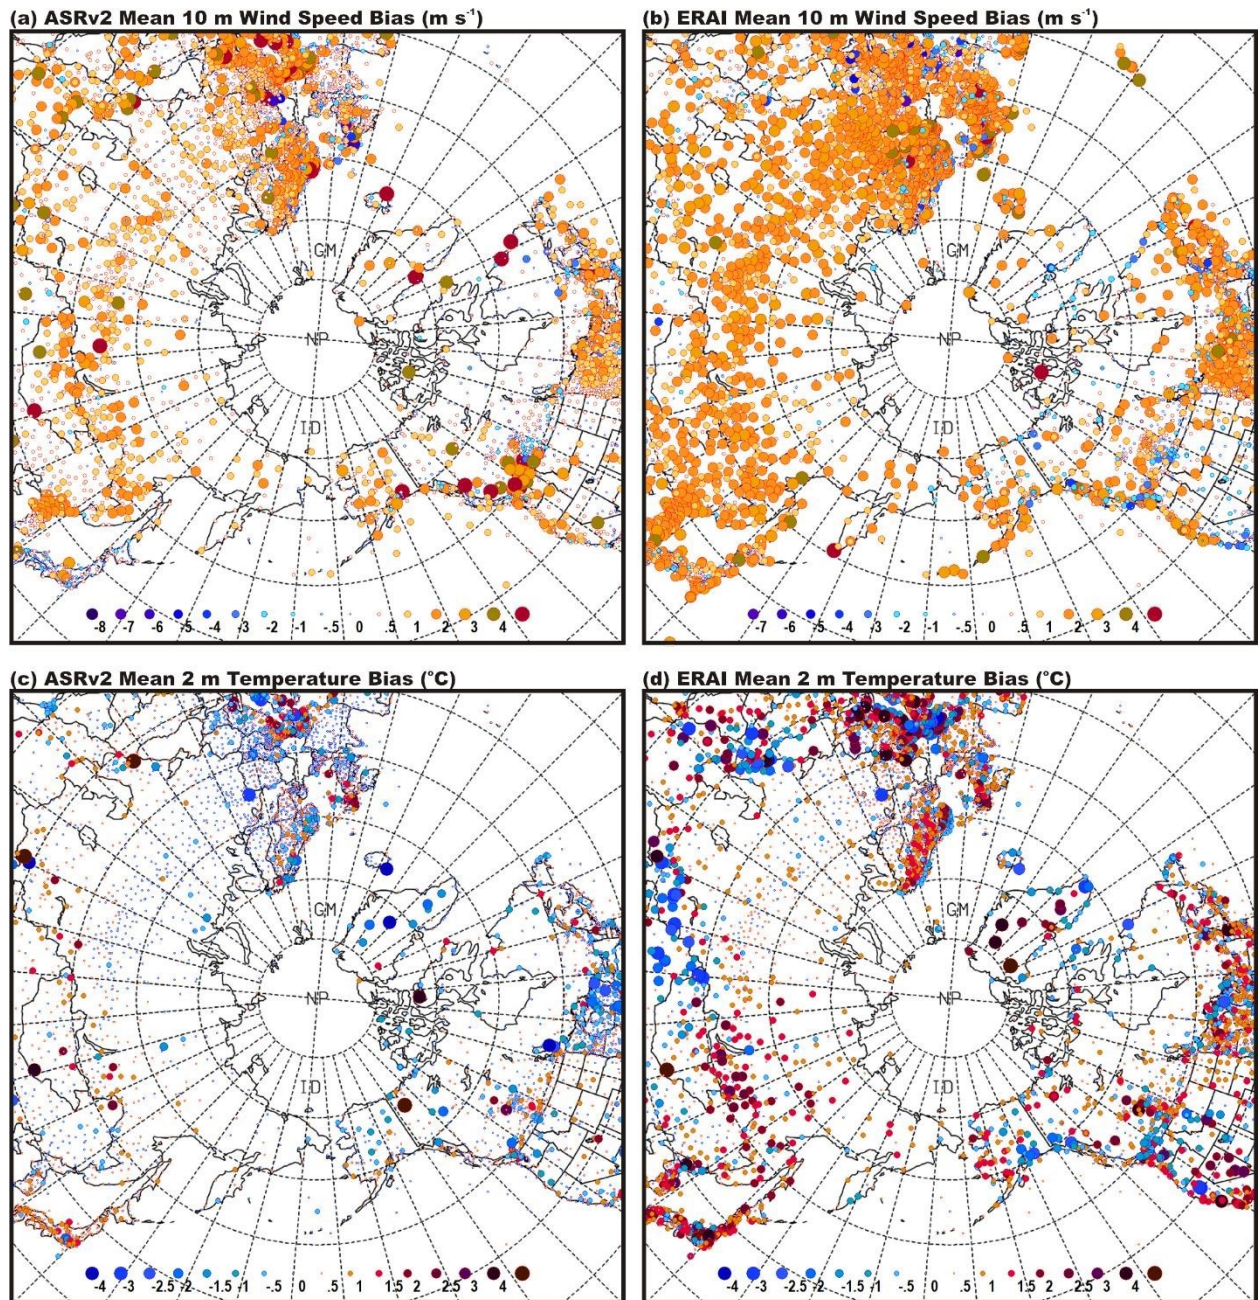 (a) ASRv2 Mean 10 m Wind Speed Bias (m s⁻¹)
(b) ERAI Mean 10 m Wind Speed Bias (m s⁻¹)
GM
NP
ID
-8 -7 -6 -5 -4 -3 -2 -1 -.5 0 .5 1 2 3 4
GM
NP
ID
-7 -6 -5 -4 -3 -2 -1 -.5 0 .5 1 2 3 4
(c) ASRv2 Mean 2 m Temperature Bias (°C)
(d) ERAI Mean 2 m Temperature Bias (°C)
GM
NP
ID
-4 -3 -2.5 -2 -1.5 -1 -.5 0 .5 1 1.5 2 2.5 3 4
GM
NP
ID
-4 -3 -2.5 -2 -1.5 -1 -.5 0 .5 1 1.5 2 2.5 3 4